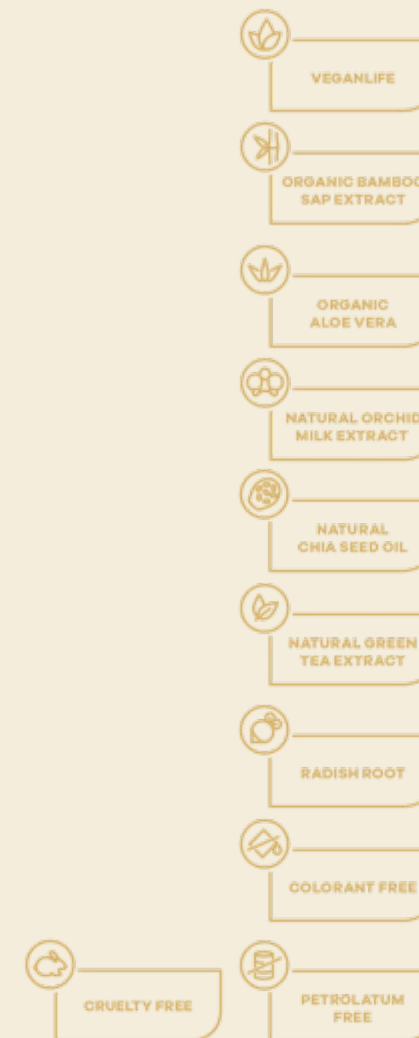 VEGANLIFE
ORGANIC BAMBOO
SAP EXTRACT
ORGANIC
ALOE VERA
NATURAL ORCHID
MILK EXTRACT
NATURAL
CHIA SEED OIL
NATURAL GREEN
TEA EXTRACT
RADISH ROOT
COLORANT FREE
CRUELTY FREE
PETROLATUM
FREE